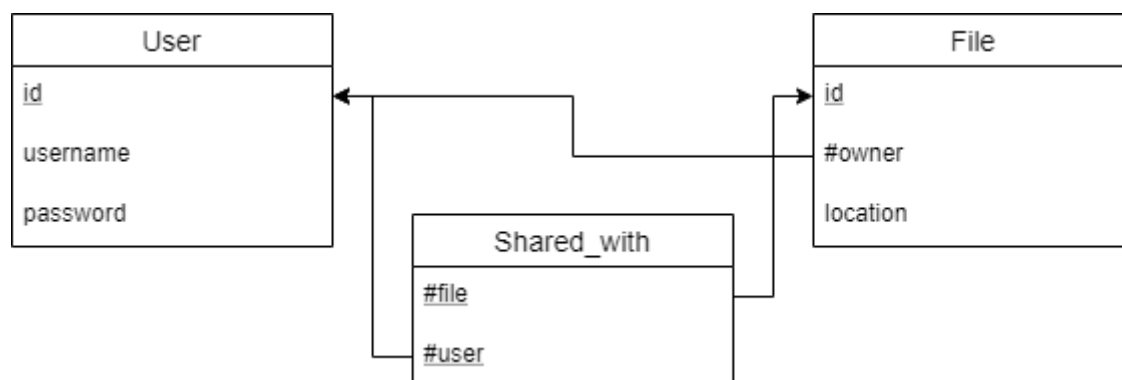 User
id
username
password
File
id
#owner
location
Shared_with
#file
#user